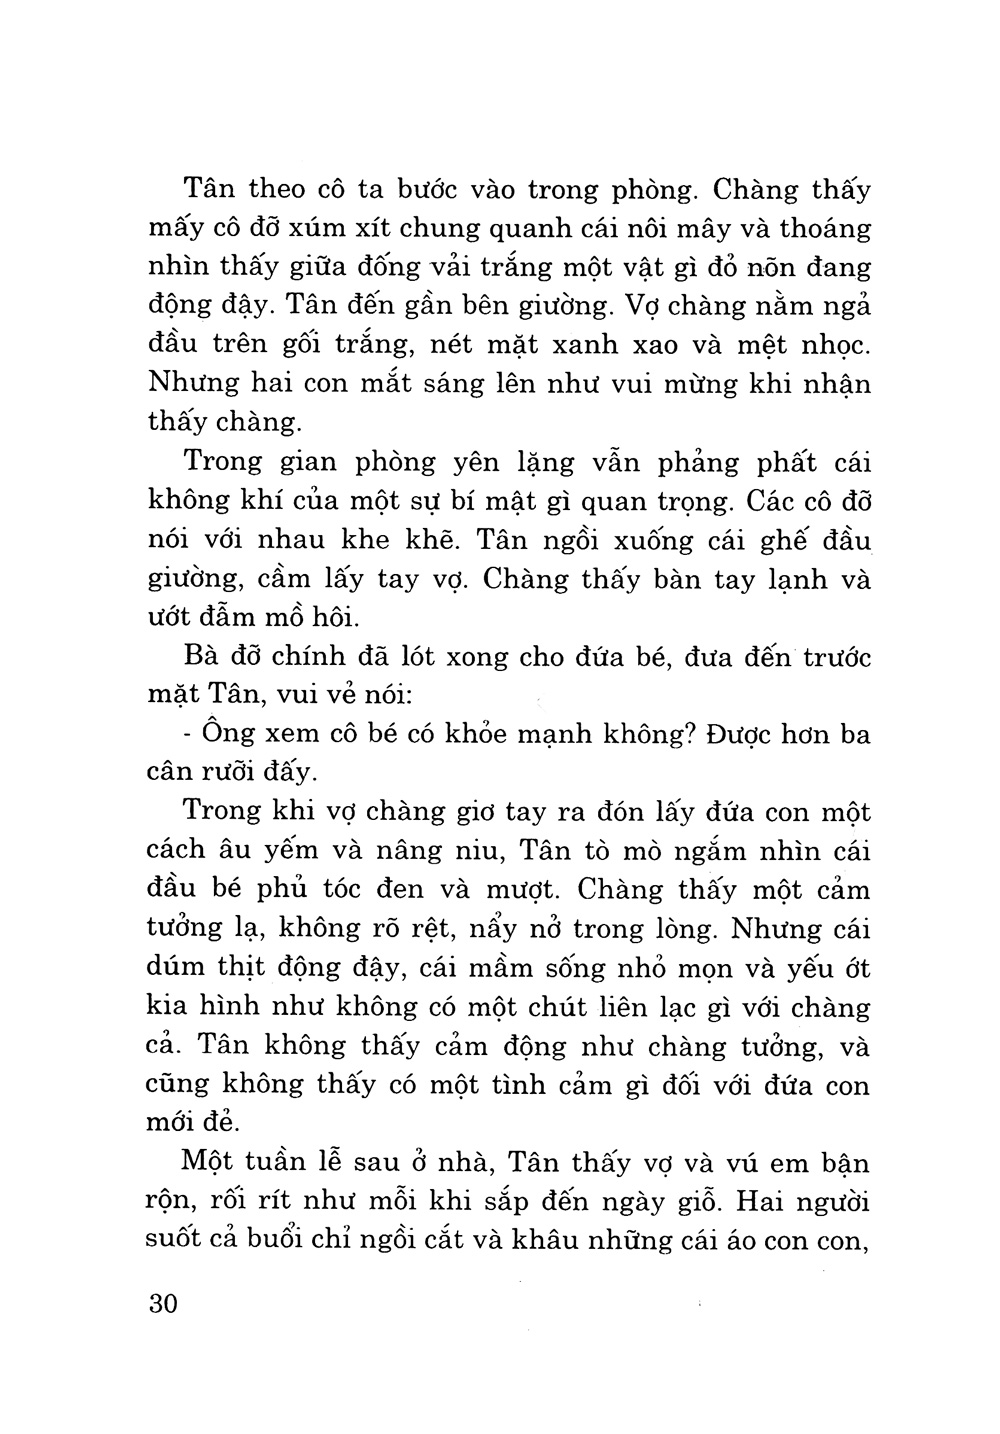 Tân theo cô ta bước vào trong phòng. Chàng thấy
mấy cô đỡ xúm xít chung quanh cái nôi mây và thoáng
nhìn thấy giữa đống vải trắng một vật gì đỏ nõn đang
động đậy. Tân đến gần bên giường. Vợ chàng nằm ngả
đầu trên gối trắng, nét mặt xanh xao và mệt nhọc.
Nhưng hai con mắt sáng lên như vui mừng khi nhận
thấy chàng.
Trong gian phòng yên lặng vẫn phảng phất cái
không khí của một sự bí mật gì quan trọng. Các cô đỡ
nói với nhau khe khẽ. Tân ngồi xuống cái ghế đầu
giường, cầm lấy tay vợ. Chàng thấy bàn tay lạnh và
ướt đẫm mồ hôi.
Bà đỡ chính đã lót xong cho đứa bé, đưa đến trước
mặt Tân, vui vẻ nói:
- Ông xem cô bé có khỏe mạnh không? Được hơn ba
cân rưỡi đấy.
Trong khi vợ chàng giơ tay ra đón lấy đứa con một
cách âu yếm và nâng niu, Tân tò mò ngắm nhìn cái
đầu bé phủ tóc đen và mượt. Chàng thấy một cảm
tưởng lạ, không rõ rệt, nẩy nở trong lòng. Nhưng cái
dúm thịt động đậy, cái mầm sống nhỏ mọn và yếu ớt
kia hình như không có một chút liên lạc gì với chàng
cả. Tân không thấy cảm động như chàng tưởng, và
cũng không thấy có một tình cảm gì đối với đứa con
mới đẻ.
Một tuần lễ sau ở nhà, Tân thấy vợ và vú em bận
rộn, rối rít như mỗi khi sắp đến ngày giỗ. Hai người
suốt cả buổi chỉ ngồi cắt và khâu những cái áo con con,
30